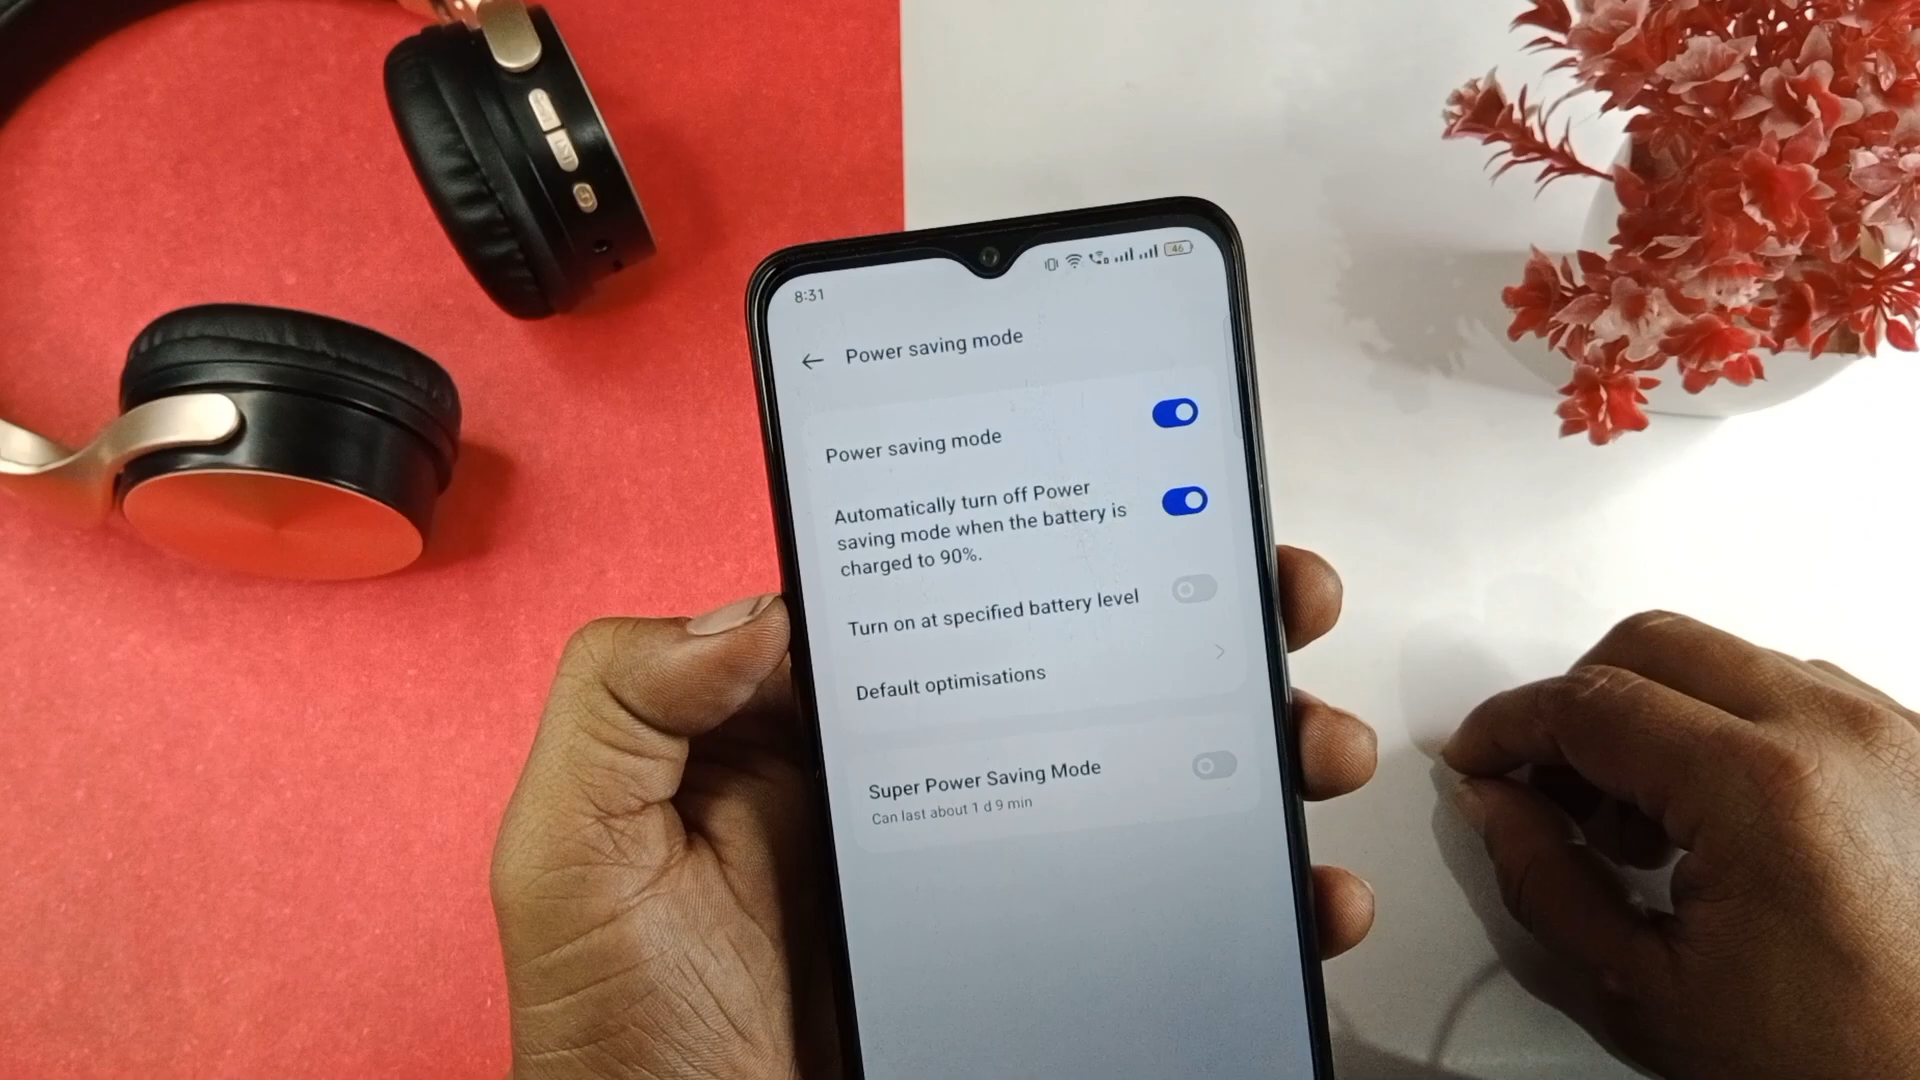 8:31
46
Power saving mode
Power saving mode
Automatically turn off Power
saving mode when the battery is
charged to 90%.
Turn on at specified battery level
Default optimisations
Super Power Saving Mode
Can last about 1 d 9 min